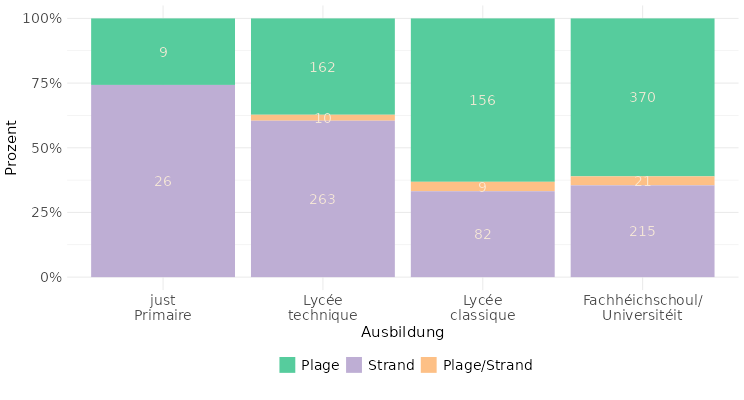 100%
75%
50%
25%
0%
Prozent
9
26
162
10
263
156
9
82
370
21
215
just
Primaire
Lycée
technique
Lycée
classique
Fachhéichschoul/
Universitéit
Ausbildung
Plage
Strand
Plage/Strand